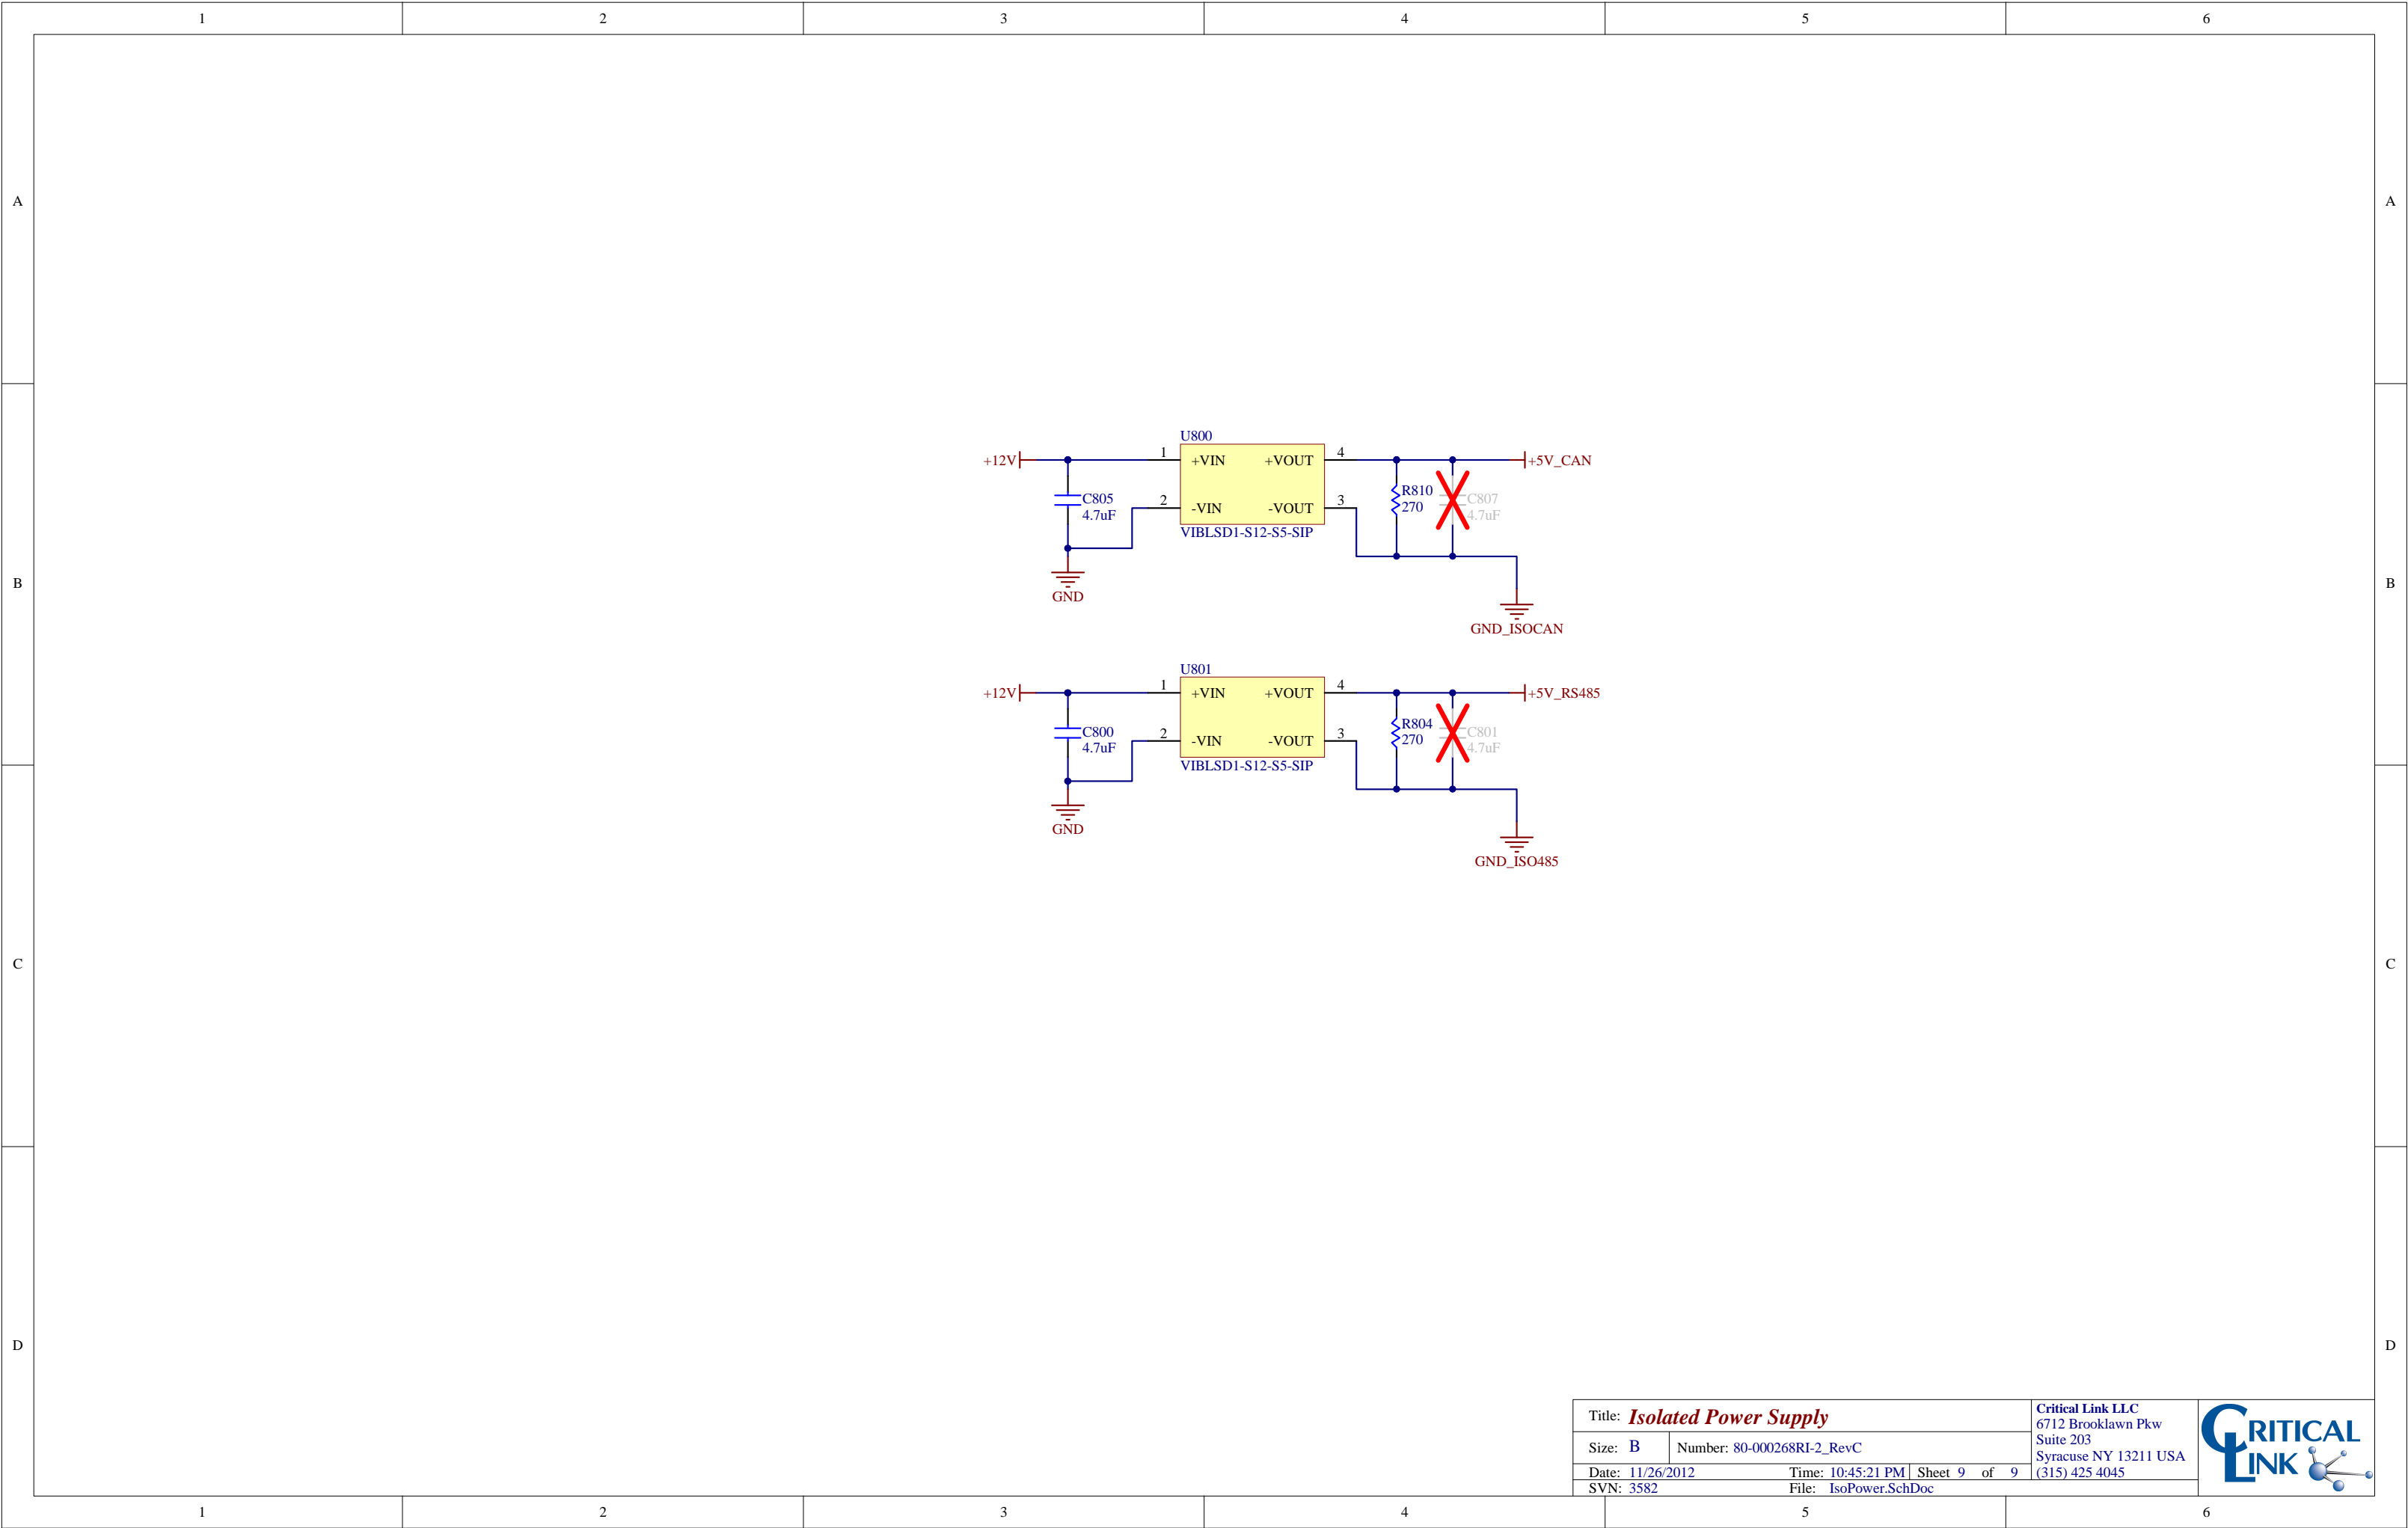 1 2 3 4 5 6
A A
U800
+12V 1 +VIN +VOUT 4 +5V_CAN
C805 R810 C807
4.7uF 270 4.7uF
2 -VIN -VOUT 3
VIBLSD1-S12-S5-SIP
B B
GND
GND_ISOCAN
U801
+12V 1 +VIN +VOUT 4 +5V_RS485
C800 R804 C801
4.7uF 270 4.7uF
2 -VIN -VOUT 3
VIBLSD1-S12-S5-SIP
GND
GND_ISO485
C C
D D
Title: Isolated Power Supply
Size: B Number: 80-000268RI-2_RevC
Date: 11/26/2012 Time: 10:45:21 PM Sheet 9 of 9
SVN: 3582 File: IsoPower.SchDoc
Critical Link LLC
6712 Brooklawn Pkw
Suite 203
Syracuse NY 13211 USA
(315) 425 4045
CRITICAL
LINK
1 2 3 4 5 6